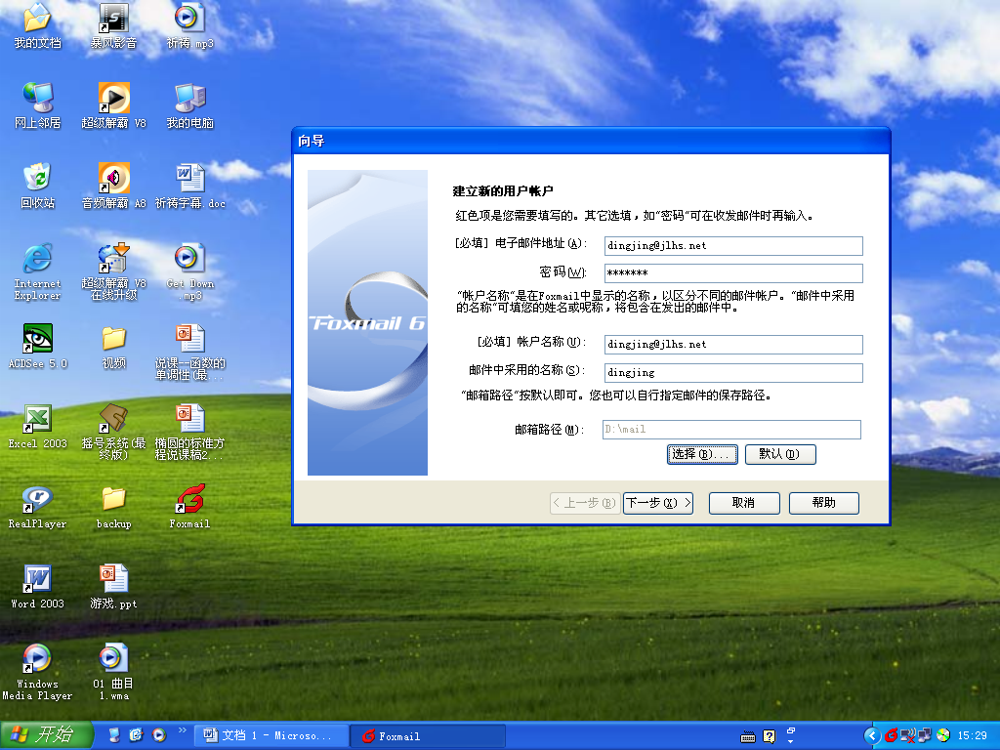 我的文档
暴风影音
祈祷.mp3
网上邻居
超级解霸 V8
我的电脑
回收站
音频解霸 A8
祈祷字幕.doc
Internet
Explorer
超级解霸 V8
在线升级
Get Down
.mp3
ACDSee 5.0
视频
说课--函数的
单调性(最...
Excel 2003
摇号系统(最
终版)
椭圆的标准方
程说课稿2...
RealPlayer
backup
Foxmail
Word 2003
游戏.ppt
Windows
Media Player
01 曲目
1.wma
向导
Foxmail 6
建立新的用户帐户
红色项是您需要填写的。其它选填，如“密码”可在收发邮件时再输入。
[必填] 电子邮件地址(A):
dingjing@jlhs.net
密码(W):
*******
“帐户名称”是在Foxmail中显示的名称，以区分不同的邮件帐户。“邮件中采用
的名称”可填您的姓名或昵称，将包含在发出的邮件中。
[必填] 帐户名称(U):
dingjing@jlhs.net
邮件中采用的名称(S):
dingjing
“邮箱路径”按默认即可。您也可以自行指定邮件的保存路径。
邮箱路径(M):
D:\mail
选择(B)...
默认(D)
< 上一步(B)
下一步(X) >
取消
帮助
开始
文档 1 - Microso...
Foxmail
15:29